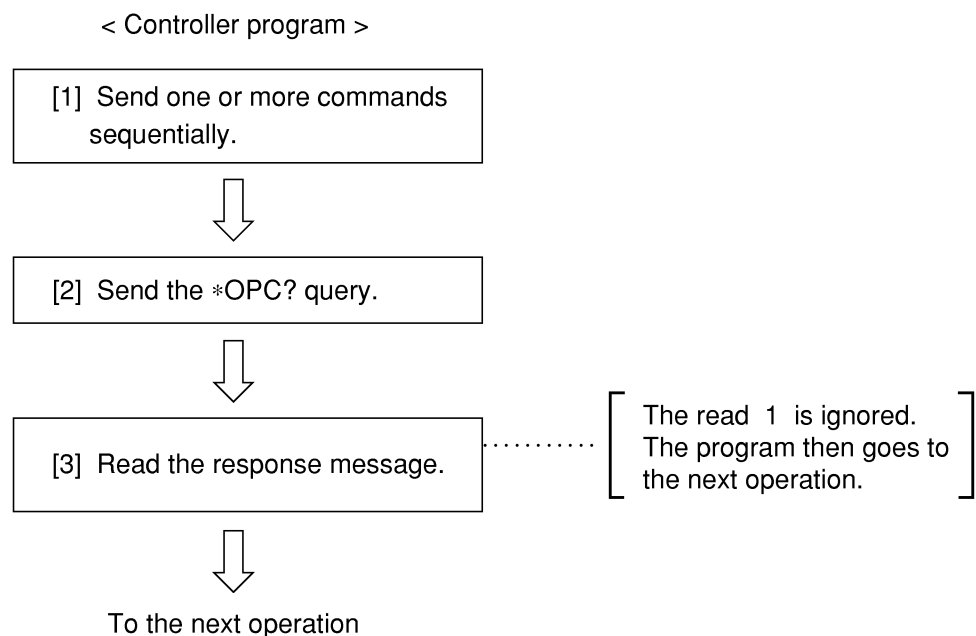 < Controller program >
[1] Send one or more commands
sequentially.
[2] Send the *OPC? query.
[3] Read the response message.
The read 1 is ignored.
The program then goes to
the next operation.
To the next operation